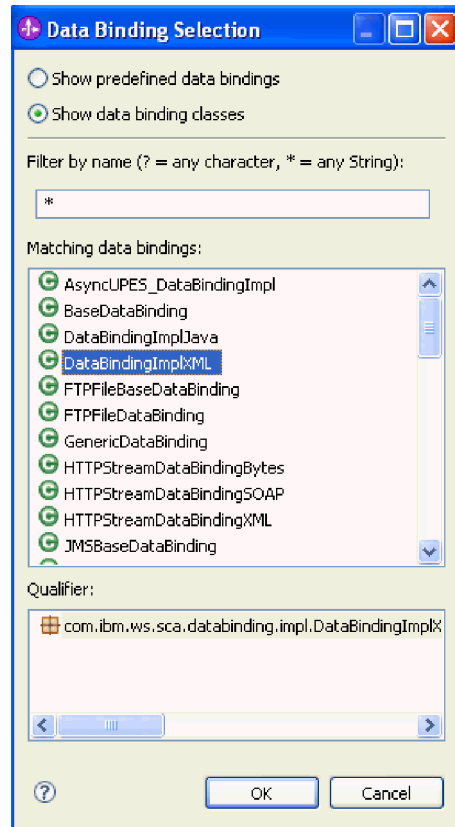 Data Binding Selection
Show predefined data bindings
Show data binding classes
Filter by name (? = any character, * = any String):
*
Matching data bindings:
AsyncUPES_DataBindingImpl
BaseDataBinding
DataBindingImplJava
DataBindingImplXML
FTPFileBaseDataBinding
FTPFileDataBinding
GenericDataBinding
HTTPStreamDataBindingBytes
HTTPStreamDataBindingSOAP
HTTPStreamDataBindingXML
JMSBaseDataBinding
Qualifier:
com.ibm.ws.sca.databinding.impl.DataBindingImplX
OK Cancel